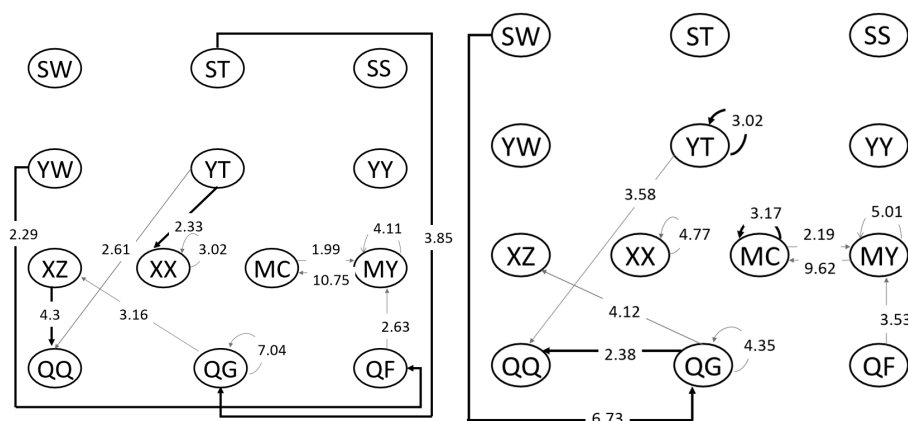 SW ST SS
YW YT YY
2.29 2.61 2.33 3.02 4.11 3.85
XZ XX MC 1.99 MY
10.75
4.3 3.16 2.63
7.04
QQ QG QF
SW ST SS
3.02
YW YT YY
3.58 4.77 3.17 5.01
XZ XX MC 2.19 MY
9.62
4.12 3.53
2.38 4.35
QQ QG QF
6.73